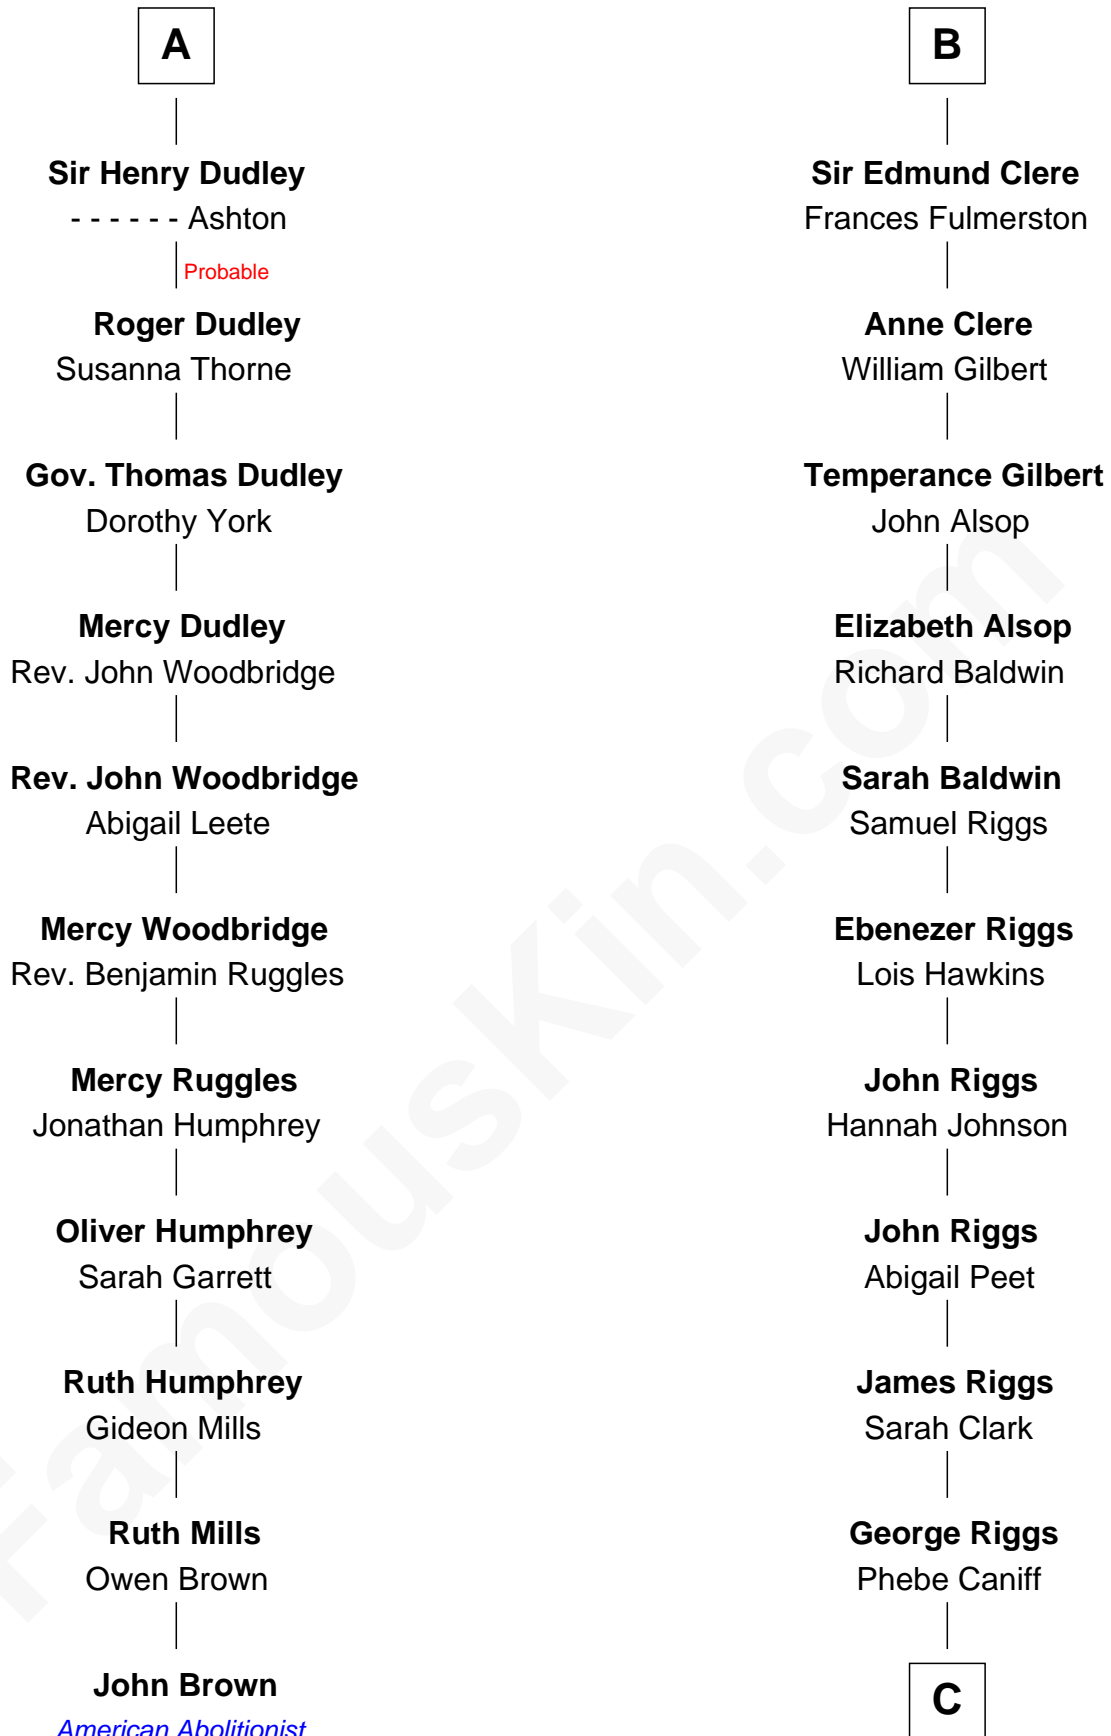 A
Sir Henry Dudley
- - - - - - Ashton
Probable
Roger Dudley
Susanna Thorne
Gov. Thomas Dudley
Dorothy York
Mercy Dudley
Rev. John Woodbridge
Rev. John Woodbridge
Abigail Leete
Mercy Woodbridge
Rev. Benjamin Ruggles
Mercy Ruggles
Jonathan Humphrey
Oliver Humphrey
Sarah Garrett
Ruth Humphrey
Gideon Mills
Ruth Mills
Owen Brown
John Brown
American Abolitionist
B
Sir Edmund Clere
Frances Fulmerston
Anne Clere
William Gilbert
Temperance Gilbert
John Alsop
Elizabeth Alsop
Richard Baldwin
Sarah Baldwin
Samuel Riggs
Ebenezer Riggs
Lois Hawkins
John Riggs
Hannah Johnson
John Riggs
Abigail Peet
James Riggs
Sarah Clark
George Riggs
Phebe Caniff
C
FamousKin.com